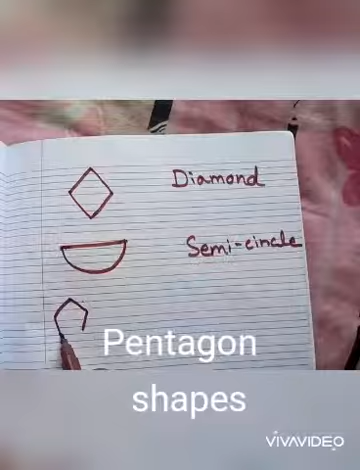 Diamond
Semi-circle
Pentagon
shapes
VIVAVIDEO